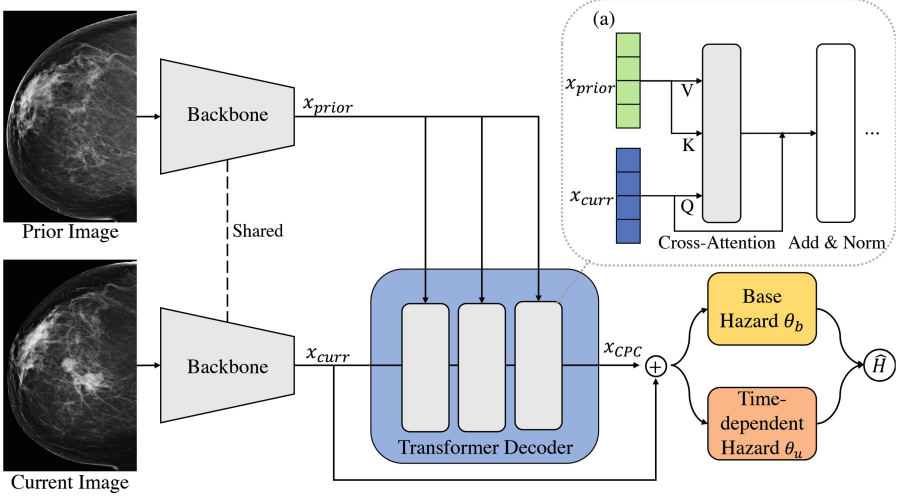 (a)
Backbone
x_prior
x_prior
V
K
x_curr
Q
Cross-Attention
Add & Norm
...
Prior Image
Shared
Backbone
x_curr
x_CPC
+
Base
Hazard θ_b
Ĥ
Time-
dependent
Hazard θ_u
Transformer Decoder
Current Image